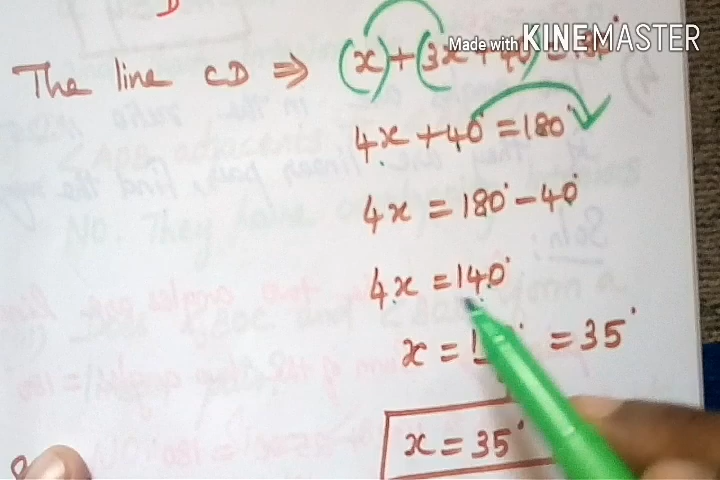 The line CD ⇒ (x) + (3x + 40) = 180°
Made with KINEMASTER
4x + 40° = 180°
4x = 180° - 40°
4x = 140°
x = = 35°
x = 35°